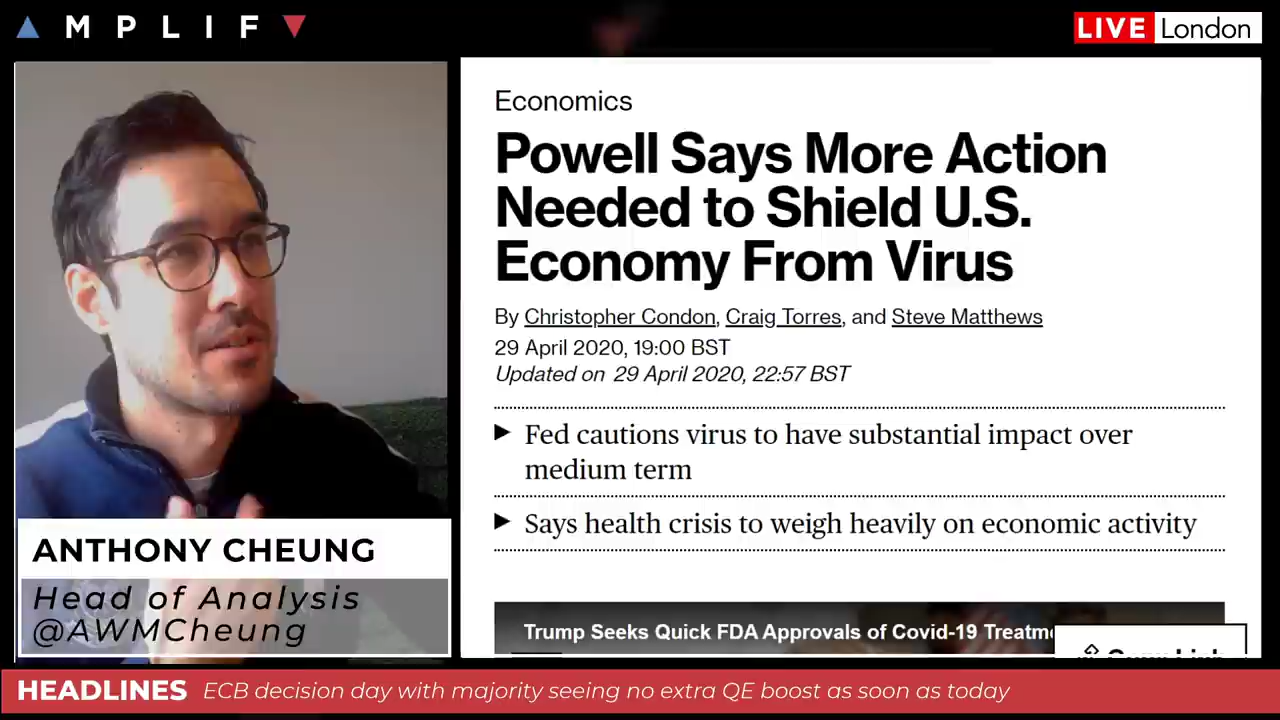 AMPLIFY
LIVE London
Economics
Powell Says More Action
Needed to Shield U.S.
Economy From Virus
By Christopher Condon, Craig Torres, and Steve Matthews
29 April 2020, 19:00 BST
Updated on 29 April 2020, 22:57 BST
Fed cautions virus to have substantial impact over
medium term
Says health crisis to weigh heavily on economic activity
Trump Seeks Quick FDA Approvals of Covid-19
ANTHONY CHEUNG
Head of Analysis
@AWMCheung
HEADLINES ECB decision day with majority seeing no extra QE boost as soon as today